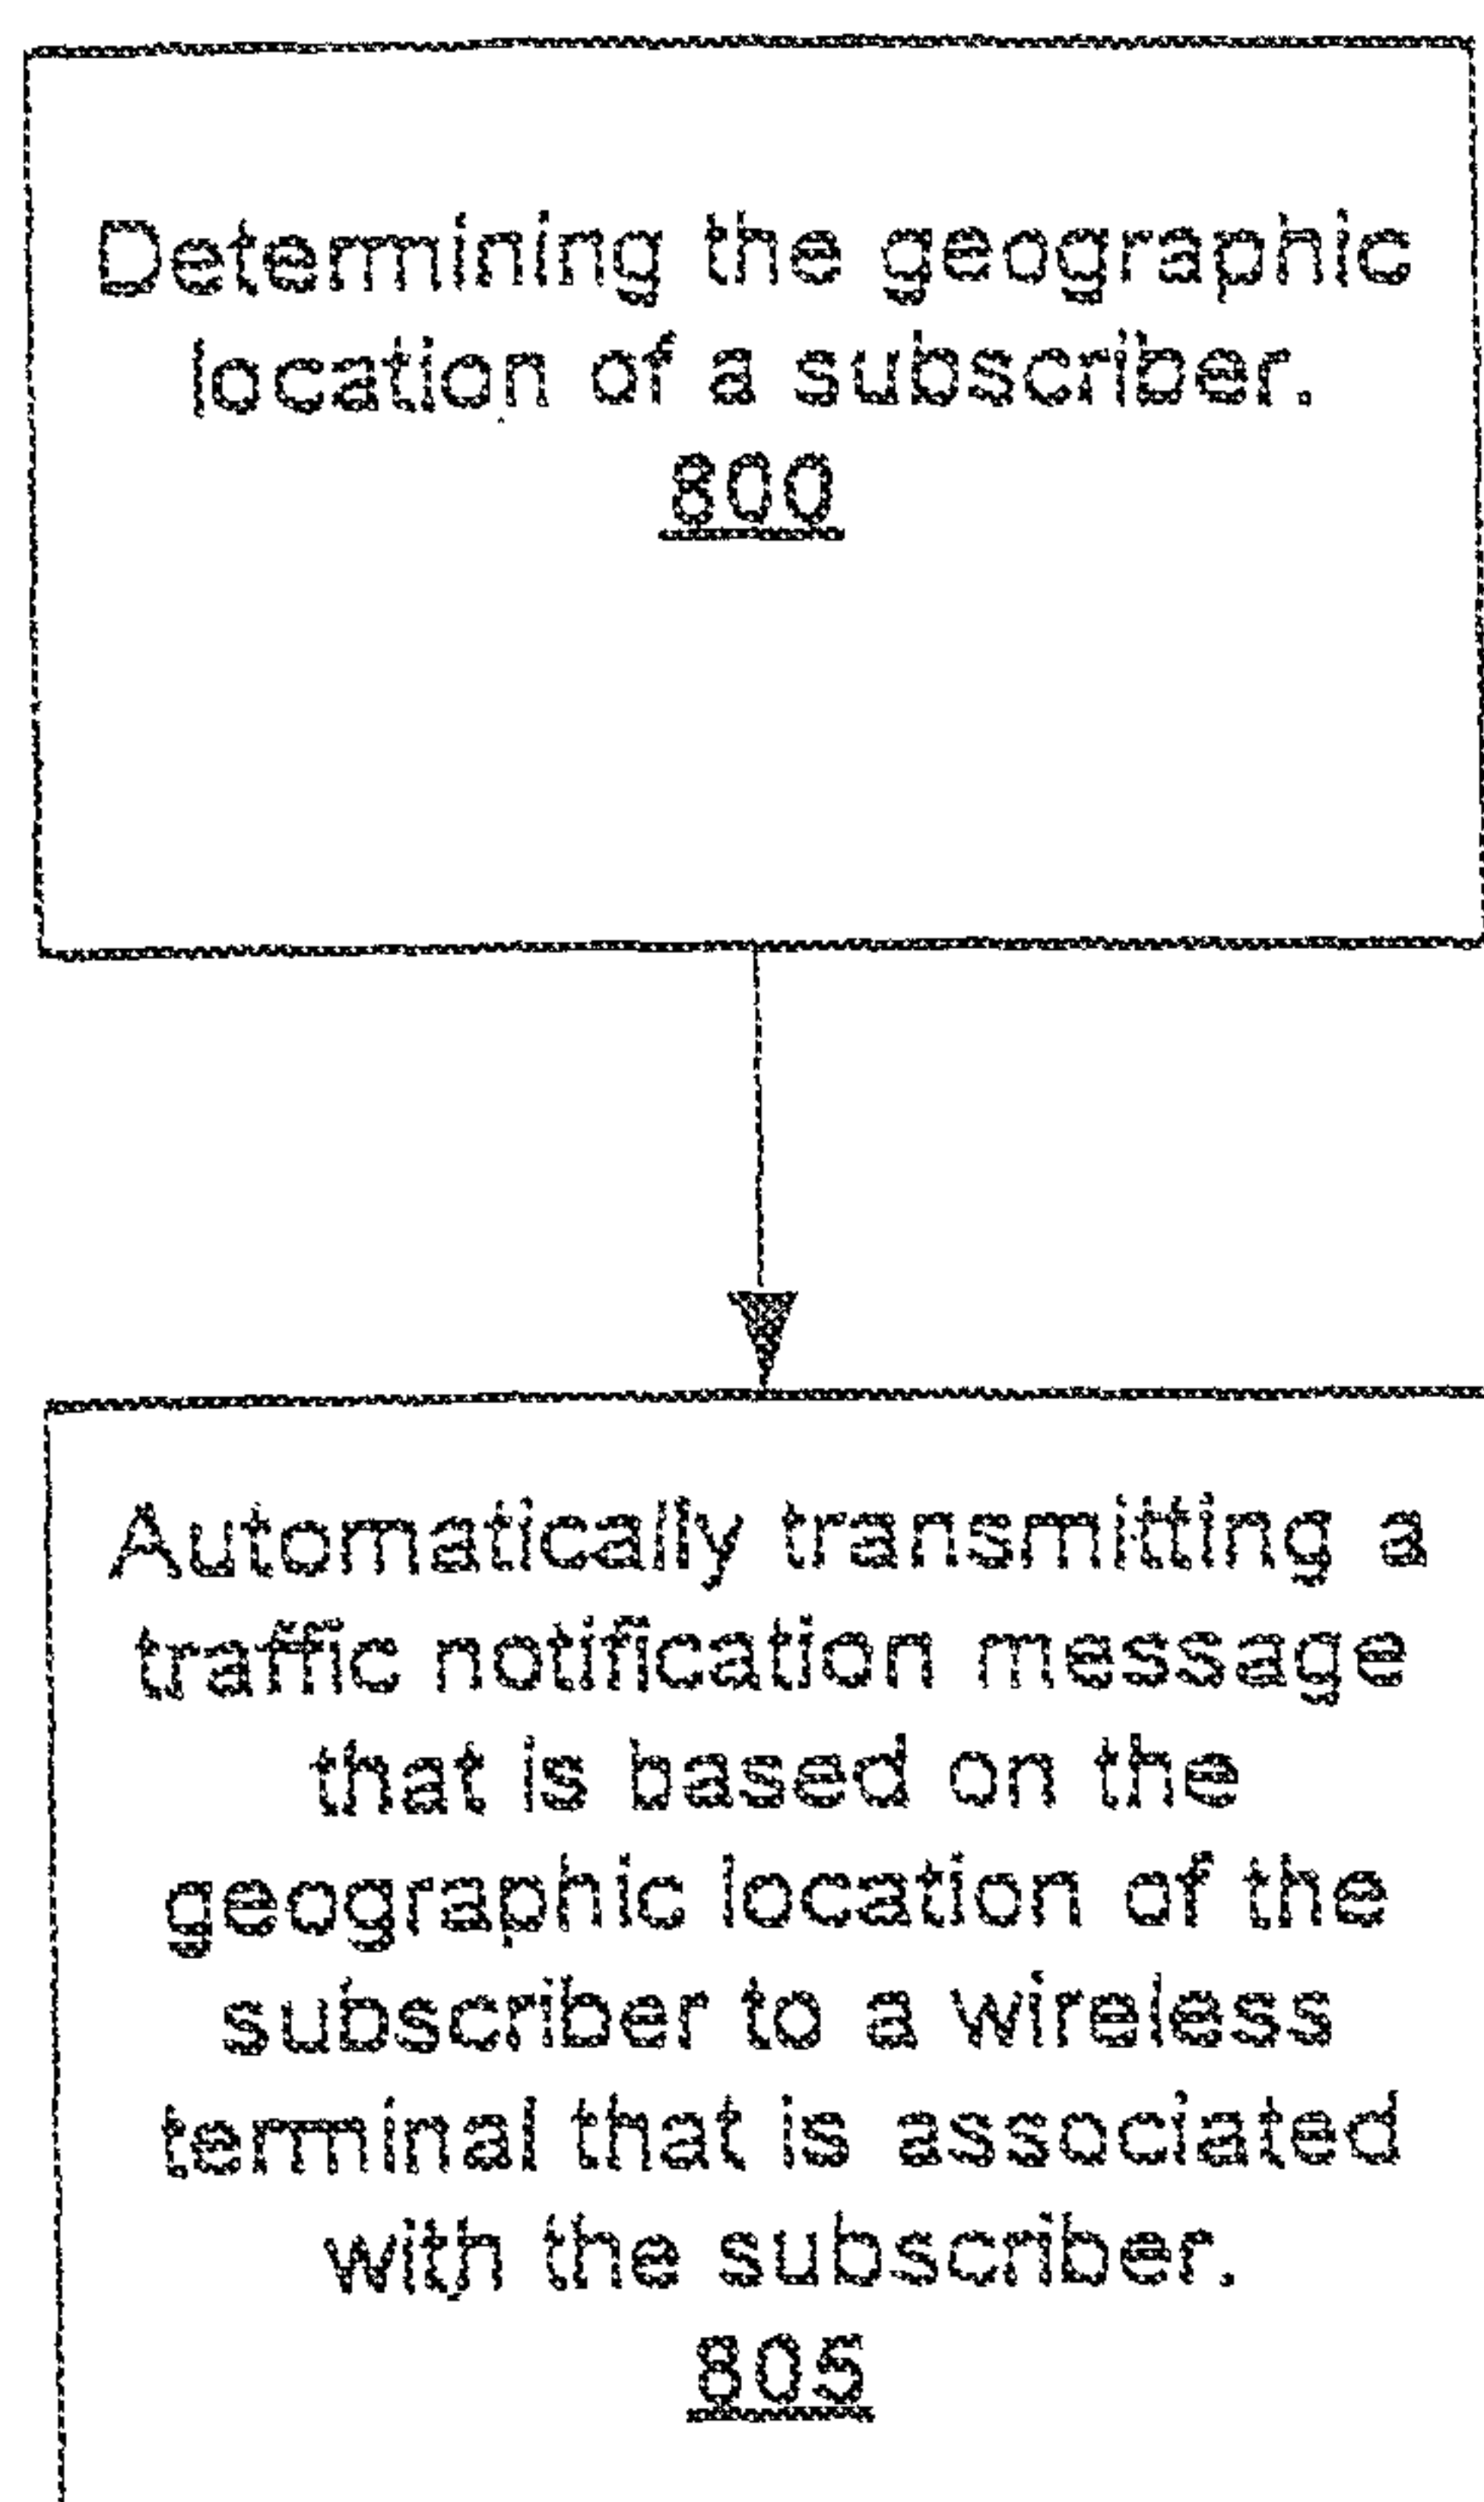 Determining the geographic
location of a subscriber.
800
Automatically transmitting a
traffic notification message
that is based on the
geographic location of the
subscriber to a wireless
terminal that is associated
with the subscriber.
805